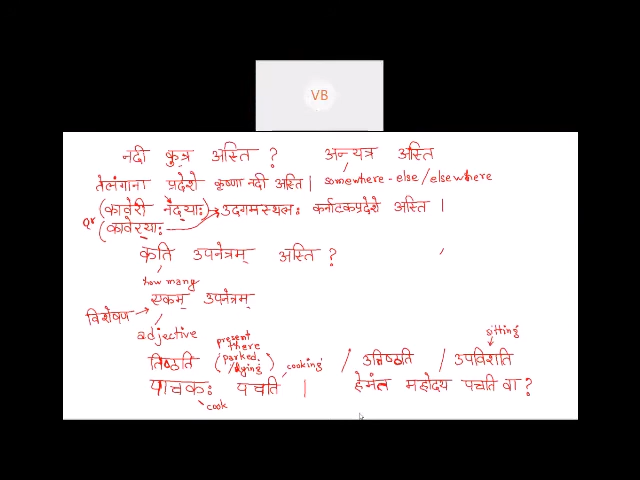 VB
नदी कुत्र अस्ति ? अन्यत्र अस्ति
तेलंगाना प्रदेशे कृष्णा नदी अस्ति | somewhere-else/elsewhere
(कावेरी नद्याः) उदगमस्थलः कर्नाटकप्रदेशे अस्ति |
or (कावेर्याः
कति उपनेत्रम् अस्ति ?
how many
विशेषण एकम् उपनेत्रम्
adjective
sitting
तिष्ठति (present there parked./lying) / उत्तिष्ठति / उपविशति
पाचकः पचति cooking | हेमंत महोदय पचति वा ?
cook